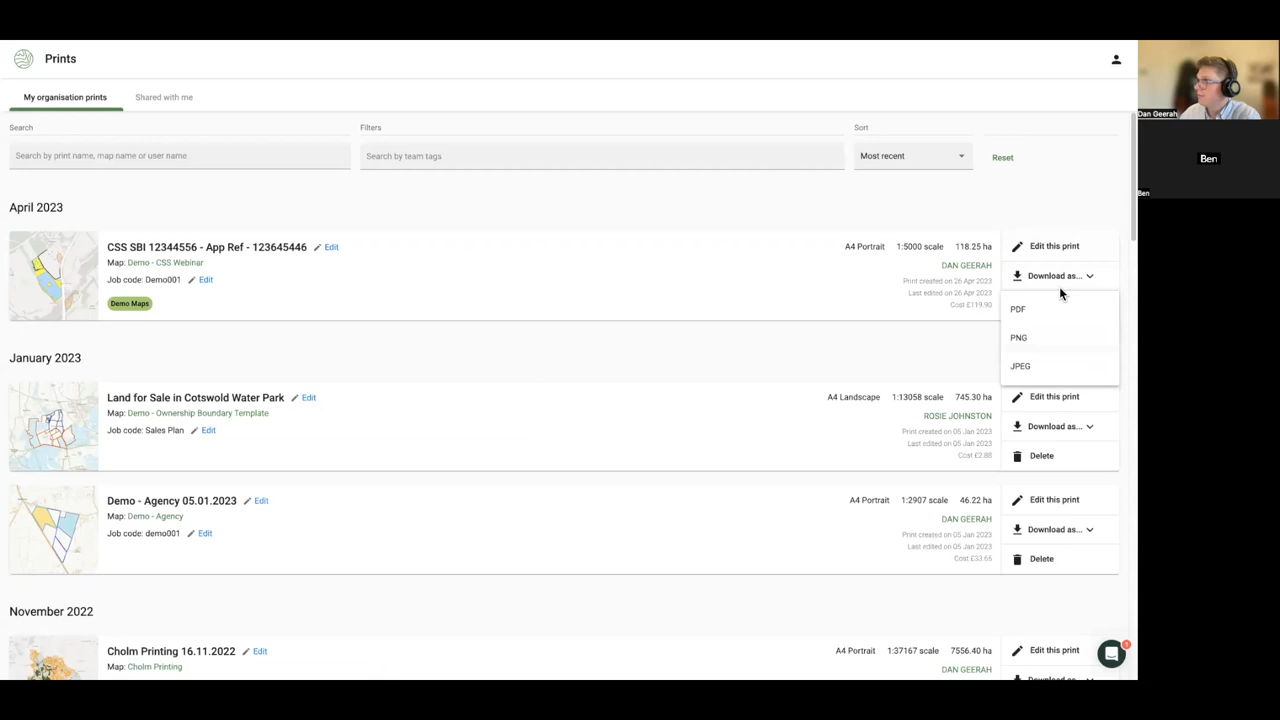 Prints
My organisation prints
Shared with me
Search
Filters
Sort
Search by print name, map name or user name
Search by team tags
Most recent
Reset
April 2023
CSS SBI 12344556 - App Ref - 123645446
Edit
Map: Demo - CSS Webinar
Job code: Demo001
Edit
Demo Maps
A4 Portrait
1:5000 scale
118.25 ha
DAN GEERAH
Print created on 26 Apr 2023
Last edited on 26 Apr 2023
Cost £119.90
Edit this print
Download as...
PDF
PNG
JPEG
January 2023
Land for Sale in Cotswold Water Park
Edit
Map: Demo - Ownership Boundary Template
Job code: Sales Plan
Edit
A4 Landscape
1:13058 scale
745.30 ha
ROSIE JOHNSTON
Print created on 05 Jan 2023
Last edited on 05 Jan 2023
Cost £2.88
Edit this print
Download as...
Delete
Demo - Agency 05.01.2023
Edit
Map: Demo - Agency
Job code: demo001
Edit
A4 Portrait
1:2907 scale
46.22 ha
DAN GEERAH
Print created on 05 Jan 2023
Last edited on 05 Jan 2023
Cost £33.65
Edit this print
Download as...
Delete
November 2022
Cholm Printing 16.11.2022
Edit
Map: Cholm Printing
A4 Portrait
1:37167 scale
7556.40 ha
DAN GEERAH
Edit this print
Download as...
1
Dan Geerah
Ben
Ben